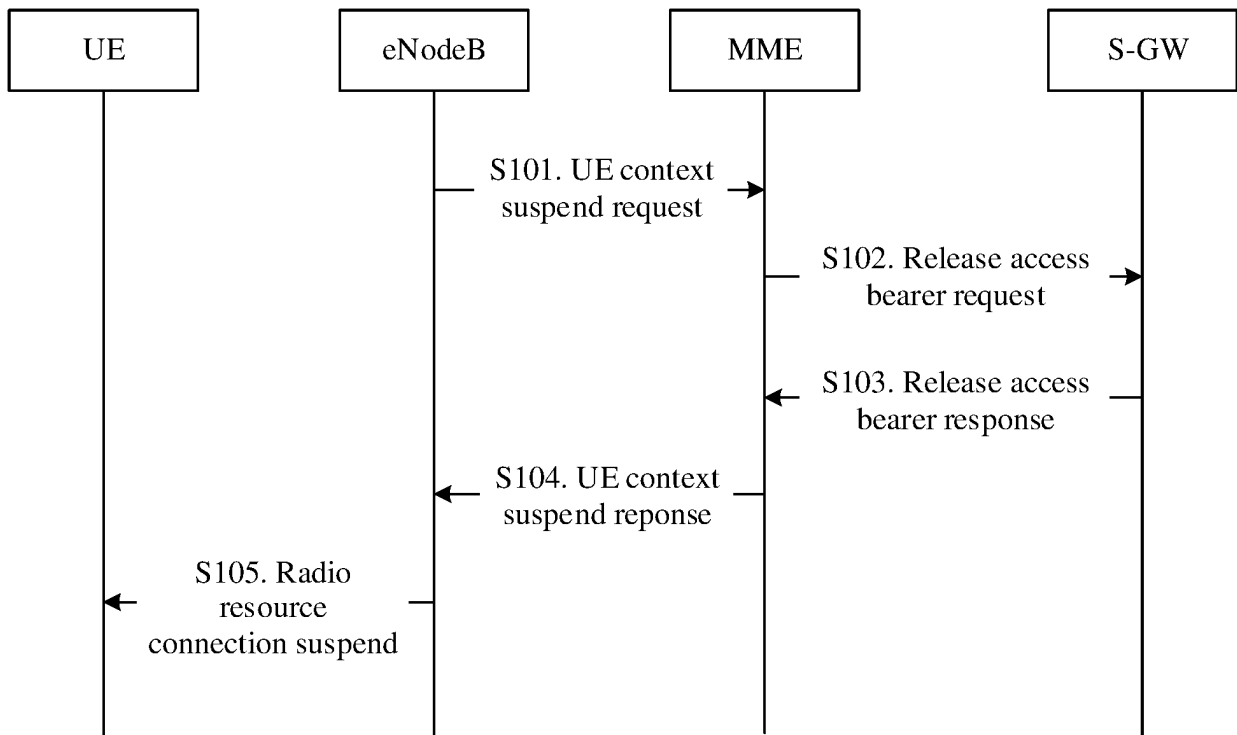 UE
eNodeB
MME
S-GW
S101. UE context
suspend request
S102. Release access
bearer request
S103. Release access
bearer response
S104. UE context
suspend reponse
S105. Radio
resource
connection suspend